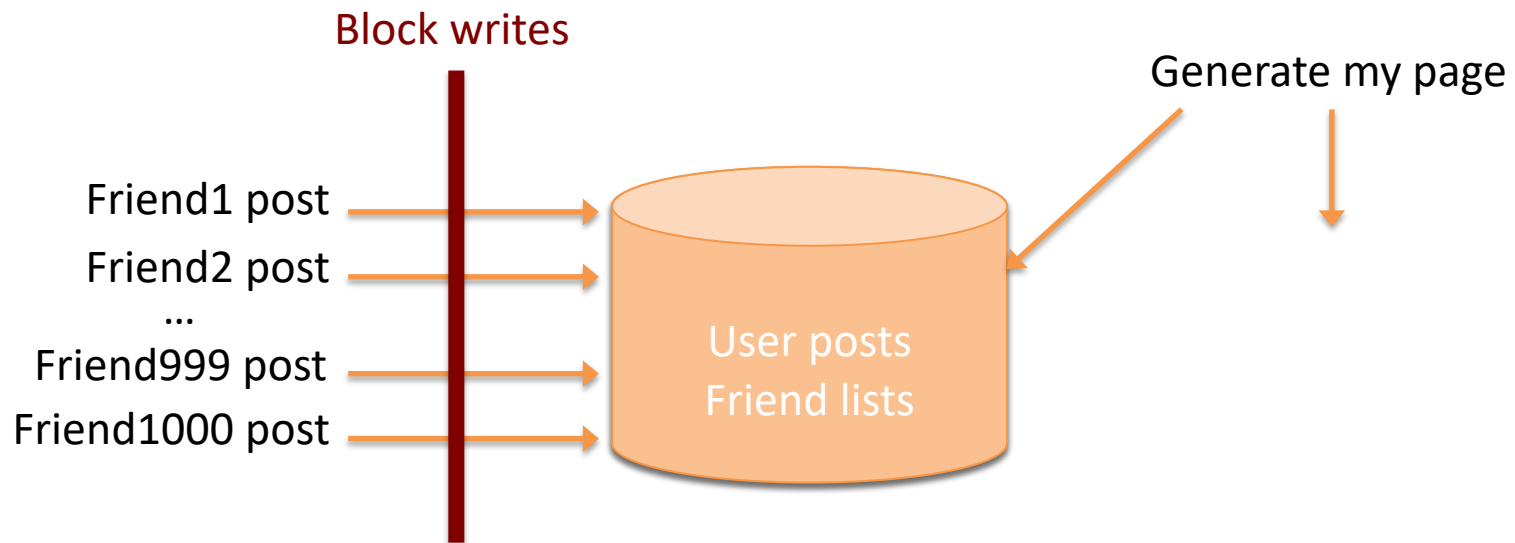 Block writes
Generate my page
Friend1 post
Friend2 post
...
Friend999 post
Friend1000 post
User posts
Friend lists